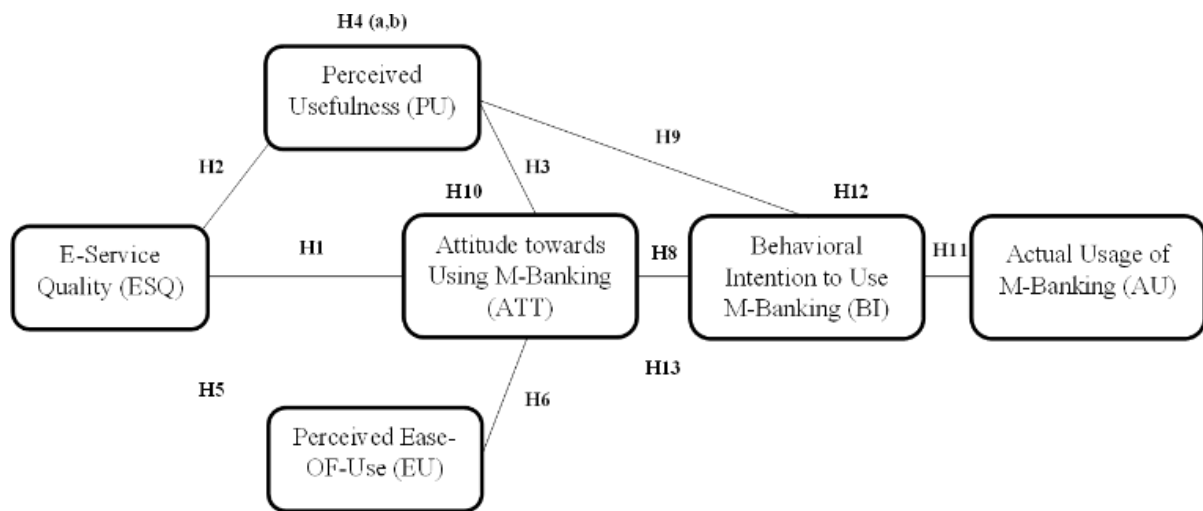 H4 (a,b)
Perceived
Usefulness (PU)
H2
H3
H9
H10
H12
E-Service
Quality (ESQ)
H1
Attitude towards
Using M-Banking
(ATT)
H8
Behavioral
Intention to Use
M-Banking (BI)
H11
Actual Usage of
M-Banking (AU)
H13
H5
H6
Perceived Ease-
OF-Use (EU)